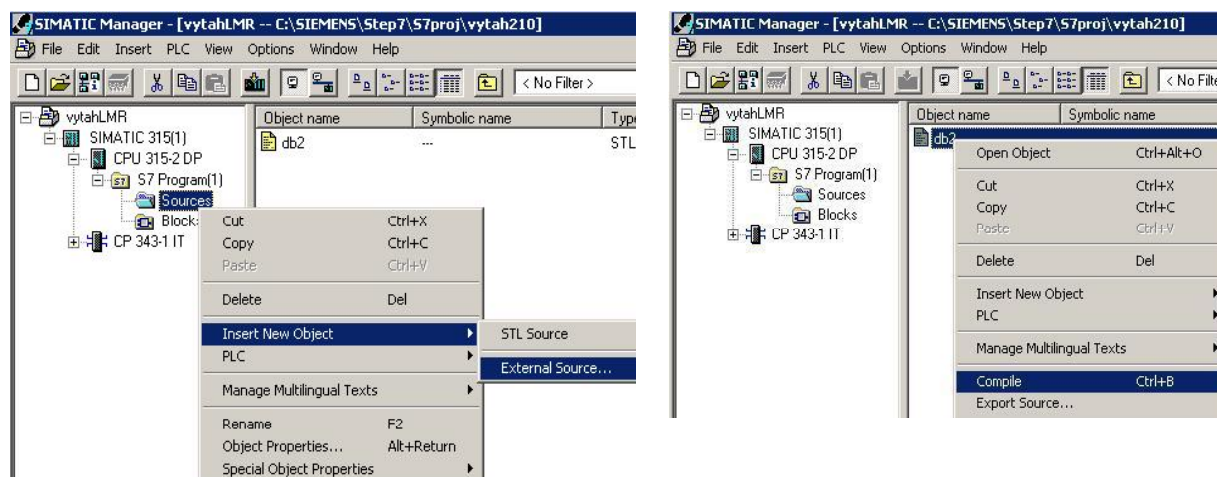 SIMATIC Manager - [vytahLMR -- C:\SIEMENS\Step7\S7proj\vytah210]
File Edit Insert PLC View Options Window Help
< No Filter >
vytahLMR
SIMATIC 315(1)
CPU 315-2 DP
S7 Program(1)
Sources
Blocks
CP 343-1 IT
Object name Symbolic name Type
db2 --- STL
Cut Ctrl+X
Copy Ctrl+C
Paste Ctrl+V
Delete Del
Insert New Object
PLC
Manage Multilingual Texts
Rename F2
Object Properties... Alt+Return
Special Object Properties
STL Source
External Source...
SIMATIC Manager - [vytahLMR -- C:\SIEMENS\Step7\S7proj\vytah210]
File Edit Insert PLC View Options Window Help
< No Filte
vytahLMR
SIMATIC 315(1)
CPU 315-2 DP
S7 Program(1)
Sources
Blocks
CP 343-1 IT
Object name Symbolic name
db2
Open Object Ctrl+Alt+O
Cut Ctrl+X
Copy Ctrl+C
Paste Ctrl+V
Delete Del
Insert New Object
PLC
Manage Multilingual Texts
Compile Ctrl+B
Export Source...